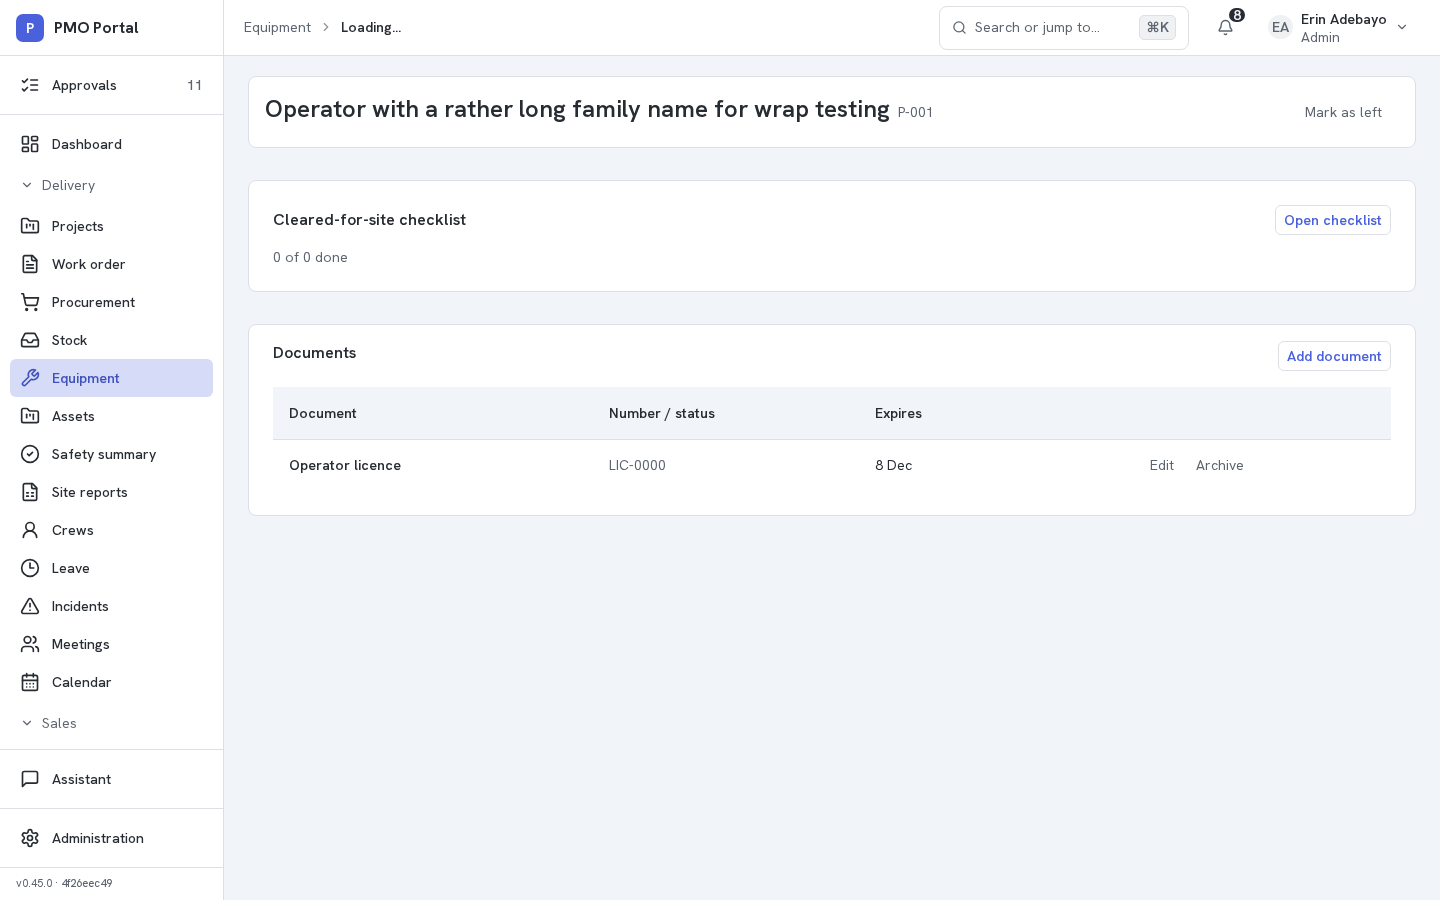 P PMO Portal
Equipment > Loading...
Search or jump to... ⌘K
8
EA Erin Adebayo
Admin
Approvals 11
Dashboard
Delivery
Projects
Work order
Procurement
Stock
Equipment
Assets
Safety summary
Site reports
Crews
Leave
Incidents
Meetings
Calendar
Sales
Assistant
Administration
v0.45.0 · 4f26eec49
Operator with a rather long family name for wrap testing P-001
Mark as left
Cleared-for-site checklist
Open checklist
0 of 0 done
Documents
Add document
Document Number / status Expires
Operator licence LIC-0000 8 Dec Edit Archive